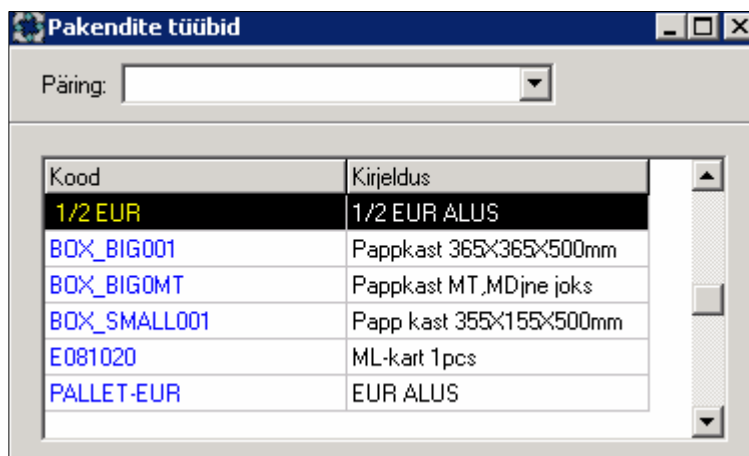 Pakendite tüübid
Päring:
Kood Kirjeldus
1/2 EUR 1/2 EUR ALUS
BOX_BIG001 Pappkast 365X365X500mm
BOX_BIG0MT Pappkast MT,MDjne joks
BOX_SMALL001 Papp kast 355X155X500mm
E081020 ML-kart 1pcs
PALLET-EUR EUR ALUS